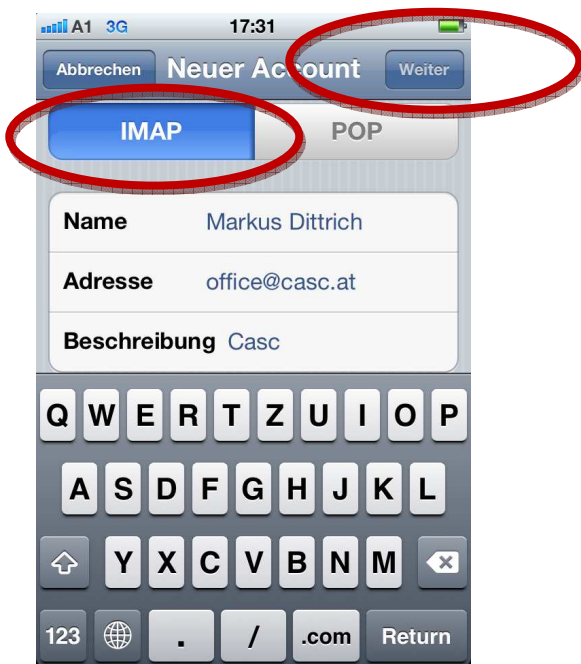 A1 3G 17:31
Abbrechen Neuer Account Weiter
IMAP POP
Name Markus Dittrich
Adresse office@casc.at
Beschreibung Casc
Q W E R T Z U I O P
A S D F G H J K L
Y X C V B N M
123 . / .com Return